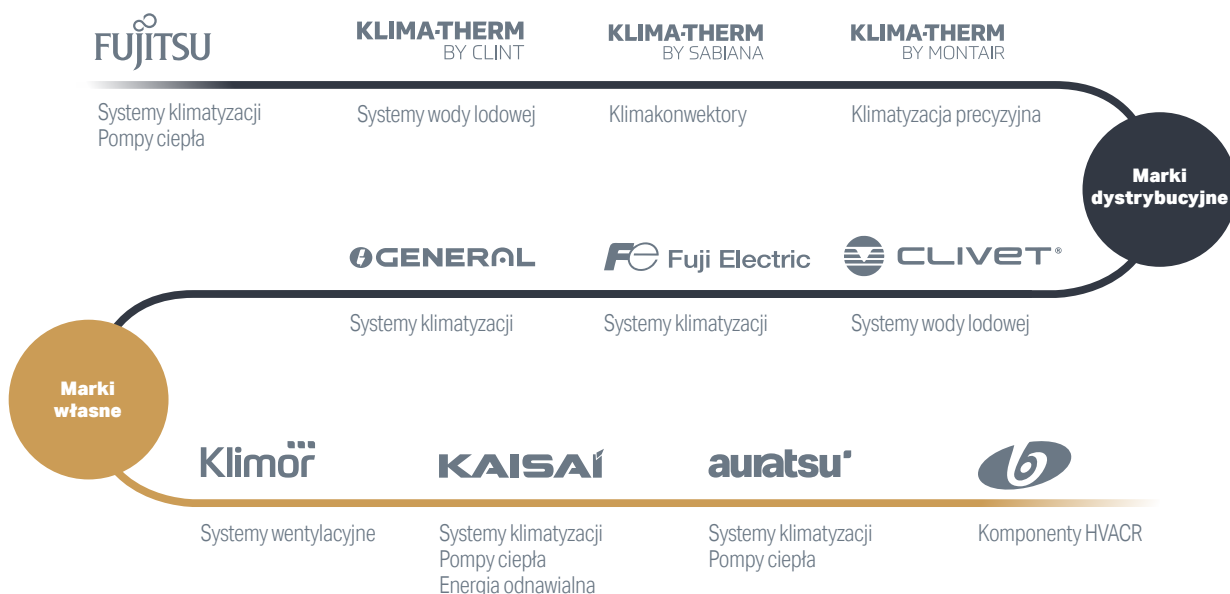 FUJITSU
KLIMA-THERM
BY CLINT
KLIMA-THERM
BY SABIANA
KLIMA-THERM
BY MONTAIR
Systemy klimatyzacji
Pompy ciepła
Systemy wody lodowej
Klimakonwektory
Klimatyzacja precyzyjna
Marki
dystrybucyjne
GENERAL
Fe Fuji Electric
CLIVET®
Systemy klimatyzacji
Systemy klimatyzacji
Systemy wody lodowej
Marki
własne
Klimor
KAISAI
auratsu
b
Systemy wentylacyjne
Systemy klimatyzacji
Pompy ciepła
Energia odnawialna
Systemy klimatyzacji
Pompy ciepła
Komponenty HVACR